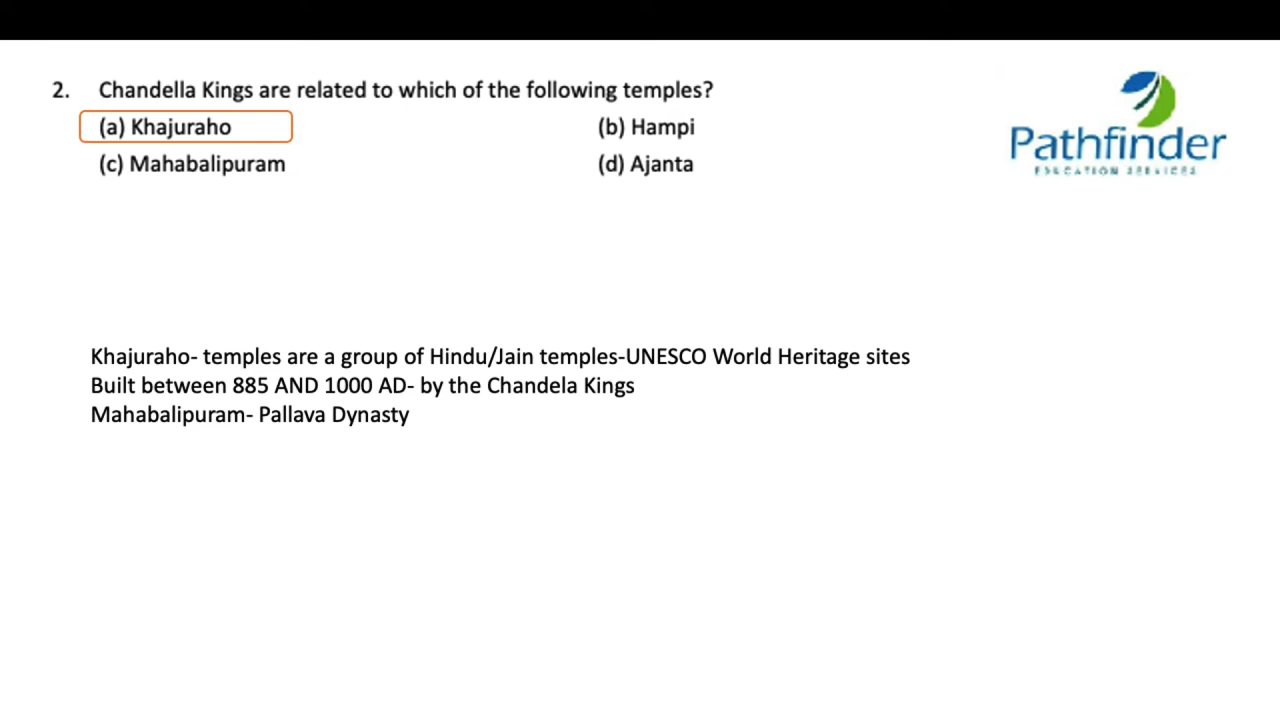 2. Chandella Kings are related to which of the following temples?
(a) Khajuraho (b) Hampi
(c) Mahabalipuram (d) Ajanta
Pathfinder
EDUCATION SERVICES
Khajuraho- temples are a group of Hindu/Jain temples-UNESCO World Heritage sites
Built between 885 AND 1000 AD- by the Chandela Kings
Mahabalipuram- Pallava Dynasty